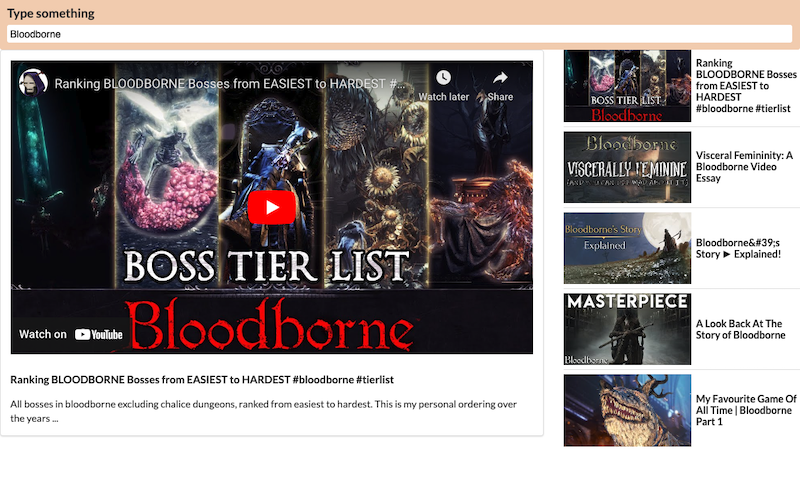 Type something
Bloodborne
Ranking BLOODBORNE Bosses from EASIEST to HARDEST #...
Watch later
Share
BOSS TIER LIST
Bloodborne
Watch on YouTube
Ranking BLOODBORNE Bosses from EASIEST to HARDEST #bloodborne #tierlist
All bosses in bloodborne excluding chalice dungeons, ranked from easiest to hardest. This is my personal ordering over
the years ...
BOSS TIER LIST
Bloodborne
Ranking
BLOODBORNE Bosses
from EASIEST to
HARDEST
#bloodborne #tierlist
Bloodborne
VISCERALLY FEMININE
Visceral Femininity: A
Bloodborne Video
Essay
Bloodborne's Story
Explained
Bloodborne&#39;s
Story ► Explained!
MASTERPIECE
Bloodborne
A Look Back At The
Story of Bloodborne
My Favourite Game Of
All Time | Bloodborne
Part 1